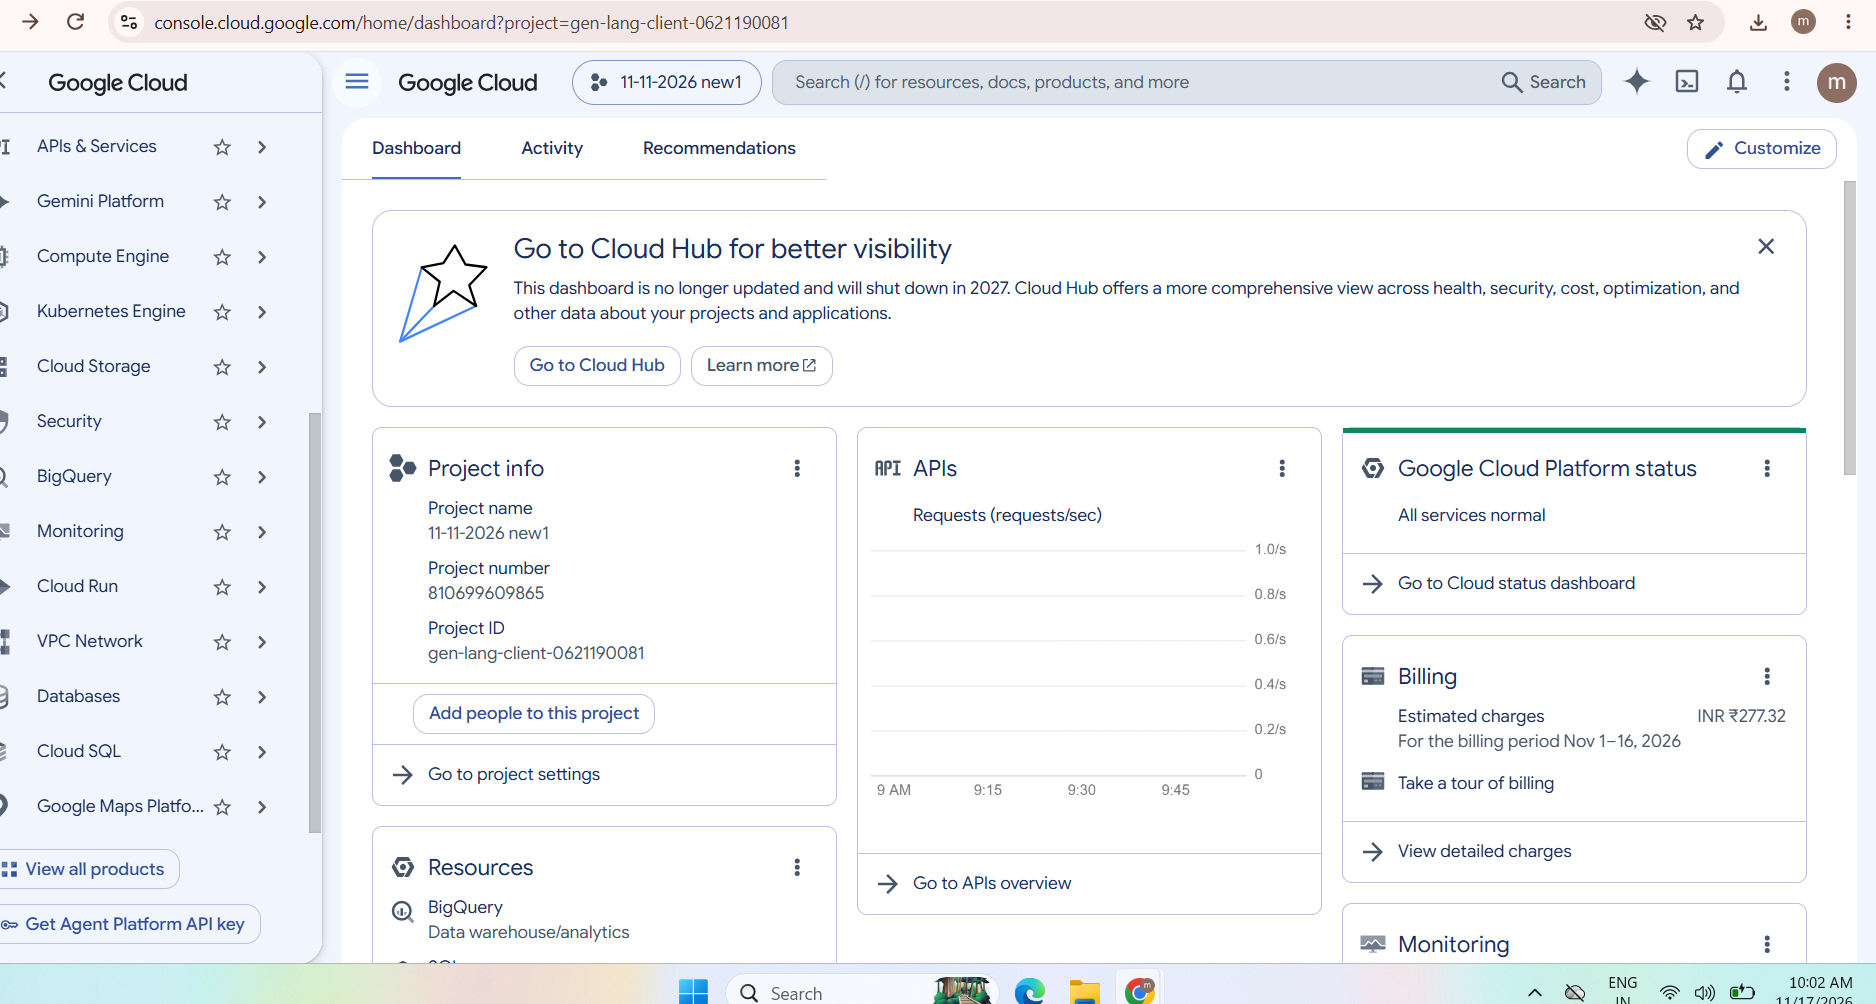 console.cloud.google.com/home/dashboard?project=gen-lang-client-0621190081
m
Google Cloud
APIs & Services
Gemini Platform
Compute Engine
Kubernetes Engine
Cloud Storage
Security
BigQuery
Monitoring
Cloud Run
VPC Network
Databases
Cloud SQL
Google Maps Platfo...
View all products
Get Agent Platform API key
Google Cloud
11-11-2026 new1
Search (/) for resources, docs, products, and more
Search
m
Dashboard
Activity
Recommendations
Customize
Go to Cloud Hub for better visibility
This dashboard is no longer updated and will shut down in 2027. Cloud Hub offers a more comprehensive view across health, security, cost, optimization, and
other data about your projects and applications.
Go to Cloud Hub
Learn more
Project info
Project name
11-11-2026 new1
Project number
810699609865
Project ID
gen-lang-client-0621190081
Add people to this project
Go to project settings
Resources
BigQuery
Data warehouse/analytics
API APIs
Requests (requests/sec)
1.0/s
0.8/s
0.6/s
0.4/s
0.2/s
0
9 AM 9:15 9:30 9:45
Go to APIs overview
Google Cloud Platform status
All services normal
Go to Cloud status dashboard
Billing
Estimated charges INR ₹277.32
For the billing period Nov 1–16, 2026
Take a tour of billing
View detailed charges
Monitoring
Search
ENG
IN
10:02 AM
11/17/2026